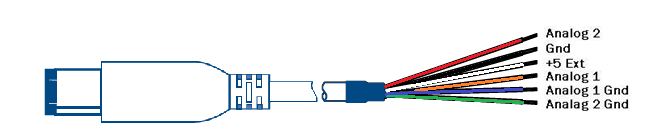 Analog 2
Gnd
+5 Ext
Analog 1
Analog 1 Gnd
Analag 2 Gnd